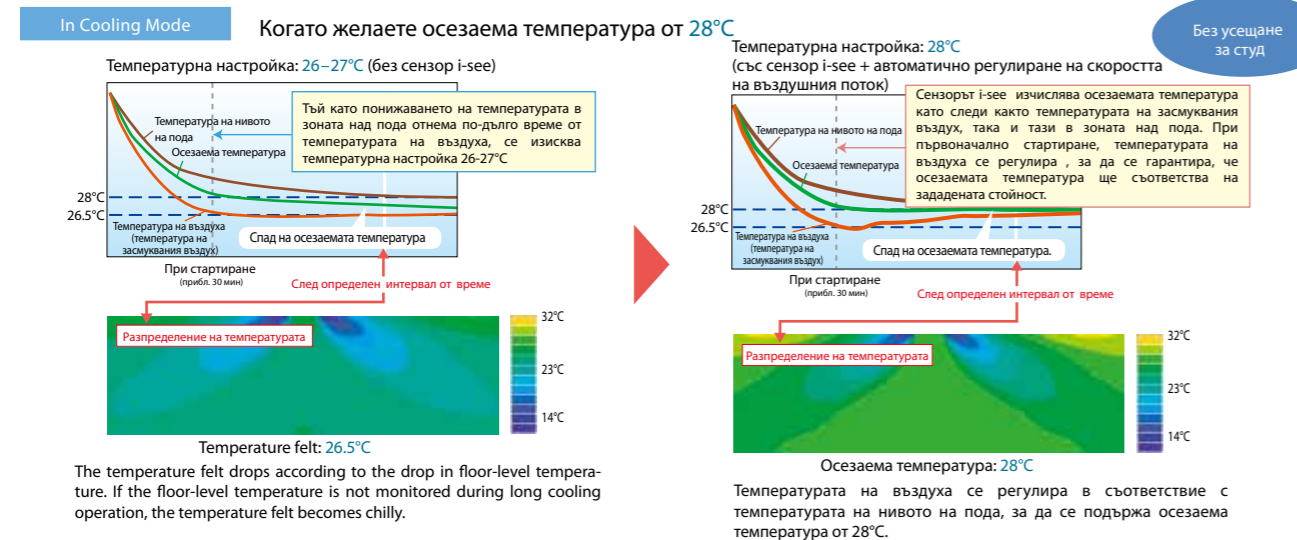 In Cooling Mode
Когато желаете осезаема температура от 28°C
Без усещане
за студ
Температурна настройка: 26–27°C (без сензор i-see)
Тъй като понижаването на температурата в
зоната над пода отнема по-дълго време от
температурата на въздуха, се изисква
температурна настройка 26-27°C
Температура на нивото
на пода
Осезаема температура
28°C
26.5°C
Температура на въздуха
(температура на
засмуквания въздух)
Спад на осезаемата температура
При стартиране
(прибл. 30 мин)
След определен интервал от време
Разпределение на температурата
32°C
23°C
14°C
Temperature felt: 26.5°C
The temperature felt drops according to the drop in floor-level tempera-
ture. If the floor-level temperature is not monitored during long cooling
operation, the temperature felt becomes chilly.
Температурна настройка: 28°C
(със сензор i-see + автоматично регулиране на скоростта
на въздушния поток)
Сензорът i-see изчислява осезаемата температура
като следи както температурата на засмуквания
въздух, така и тази в зоната над пода. При
първоначално стартиране, температурата на
въздуха се регулира , за да се гарантира, че
осезаемата температура ще съответства на
зададената стойност.
Температура на нивото на пода
Осезаема температура
28°C
26.5°C
Температура на въздуха
(температура на
засмуквания въздух)
Спад на осезаемата температура.
При стартиране
(прибл. 30 мин)
След определен интервал от време
Разпределение на температурата
32°C
23°C
14°C
Осезаема температура: 28°C
Температурата на въздуха се регулира в съответствие с
температурата на нивото на пода, за да се подържа осезаема
температура от 28°C.